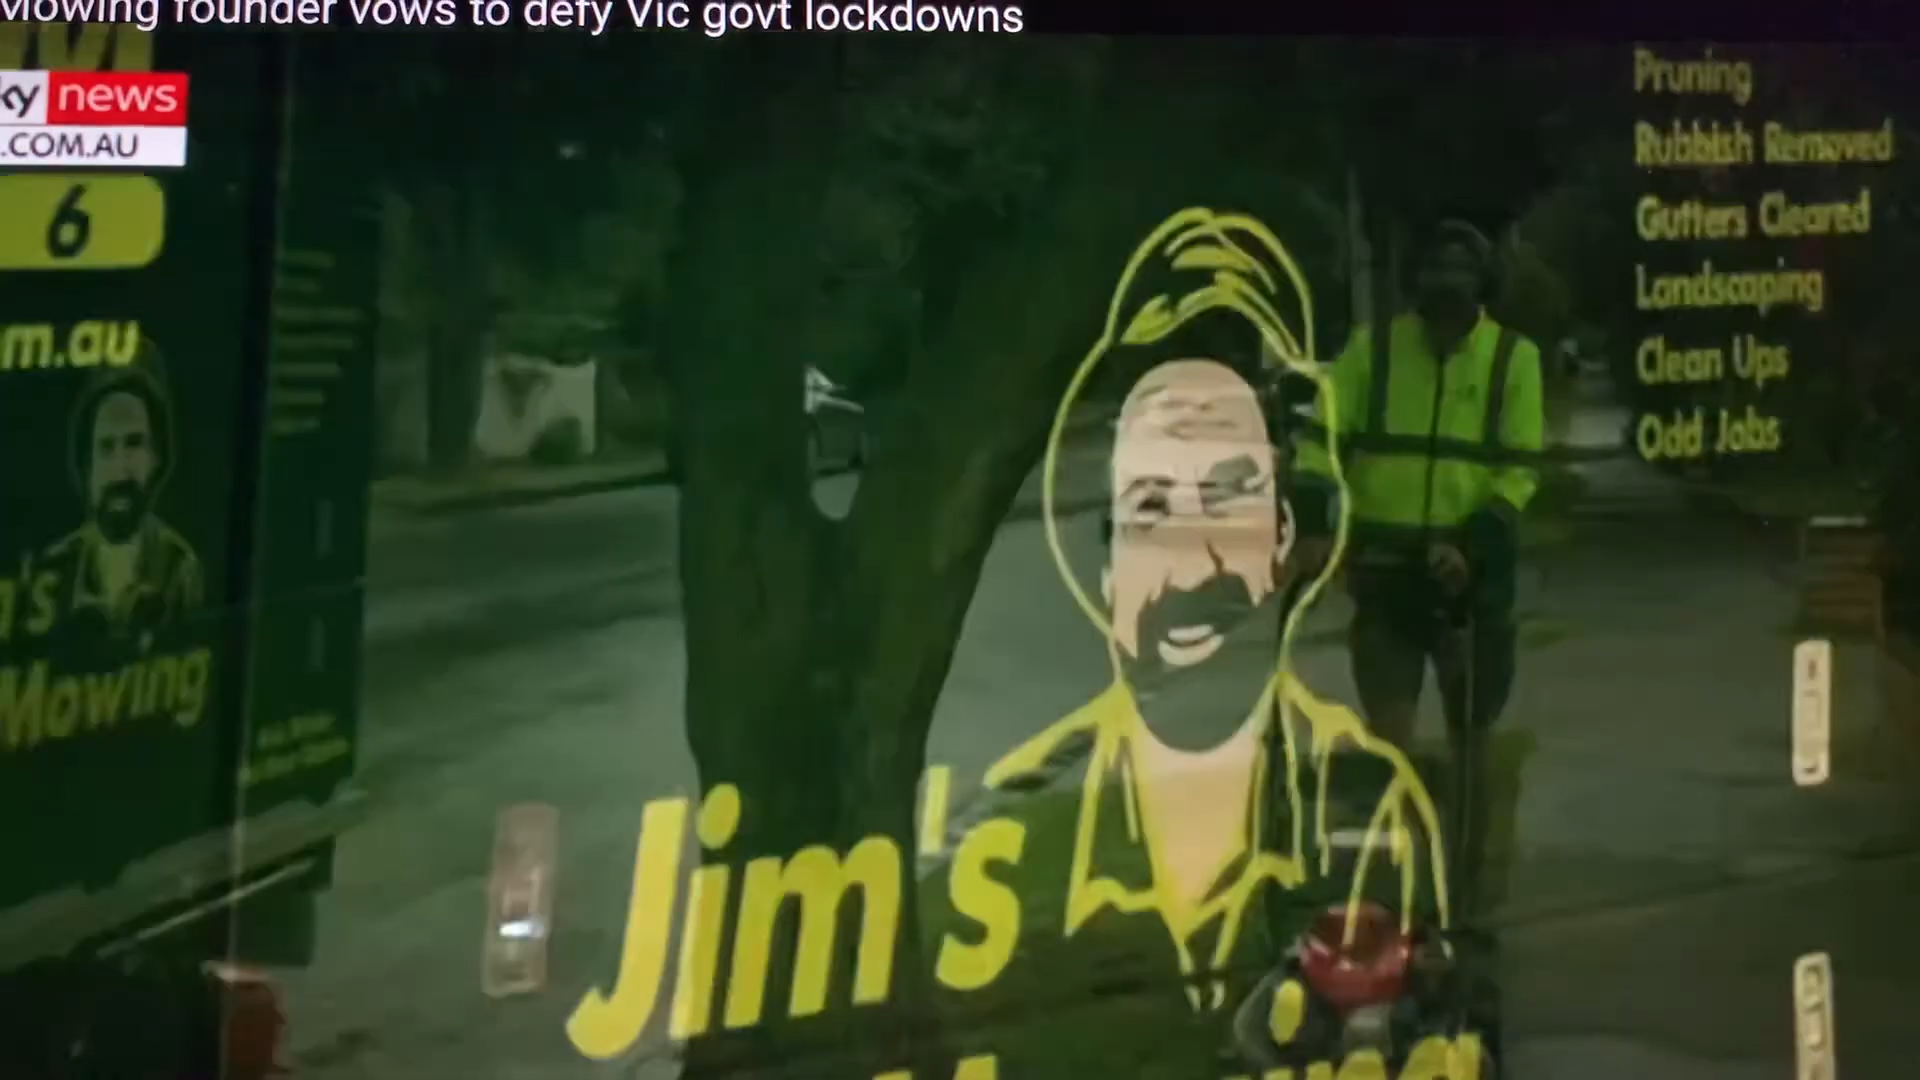 Mowing founder vows to defy Vic govt lockdowns
ky news
.COM.AU
6
m.au
's
Mowing
Pruning
Rubbish Removed
Gutters Cleared
Landscaping
Clean Ups
Odd Jobs
Jim's